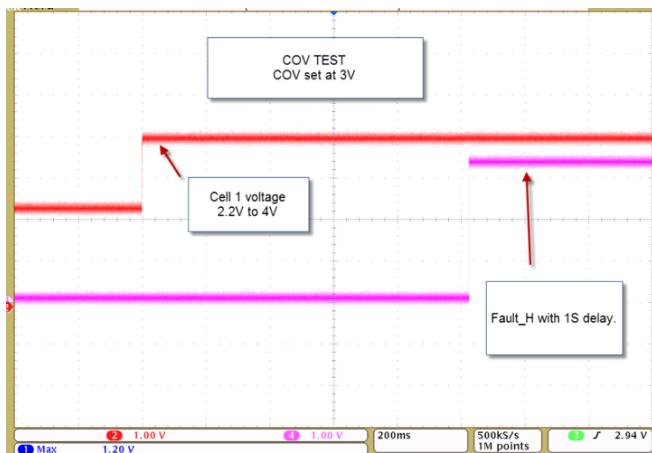 COV TEST
COV set at 3V
Cell 1 voltage
2.2V to 4V
Fault_H with 1S delay.
2 1.00 V 4 1.00 V 200ms 500kS/s 3 2.94 V
1 Max 1.20 V 1M points